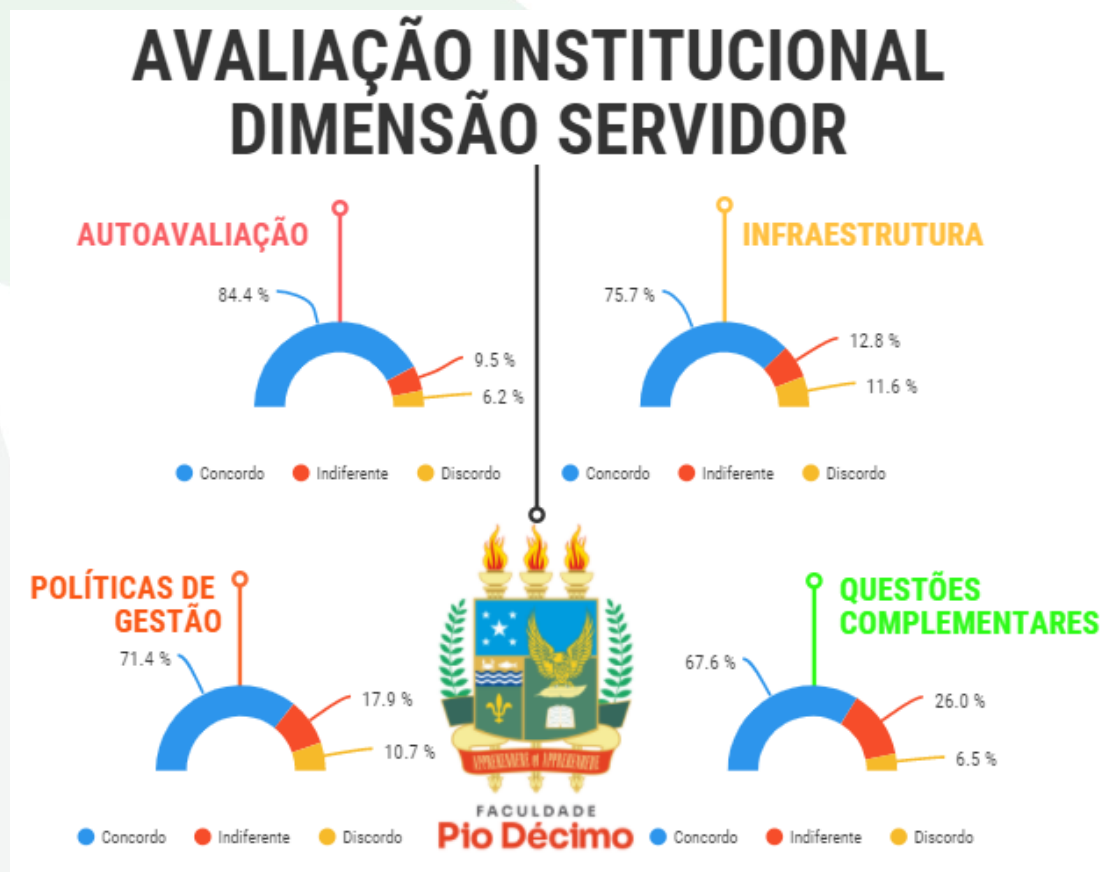 AVALIAÇÃO INSTITUCIONAL
DIMENSÃO SERVIDOR
AUTOAVALIAÇÃO
84.4 %
9.5 %
6.2 %
Concordo
Indiferente
Discordo
INFRAESTRUTURA
75.7 %
12.8 %
11.6 %
Concordo
Indiferente
Discordo
POLÍTICAS DE
GESTÃO
71.4 %
17.9 %
10.7 %
Concordo
Indiferente
Discordo
FACULDADE
Pio Décimo
QUESTÕES
COMPLEMENTARES
67.6 %
26.0 %
6.5 %
Concordo
Indiferente
Discordo